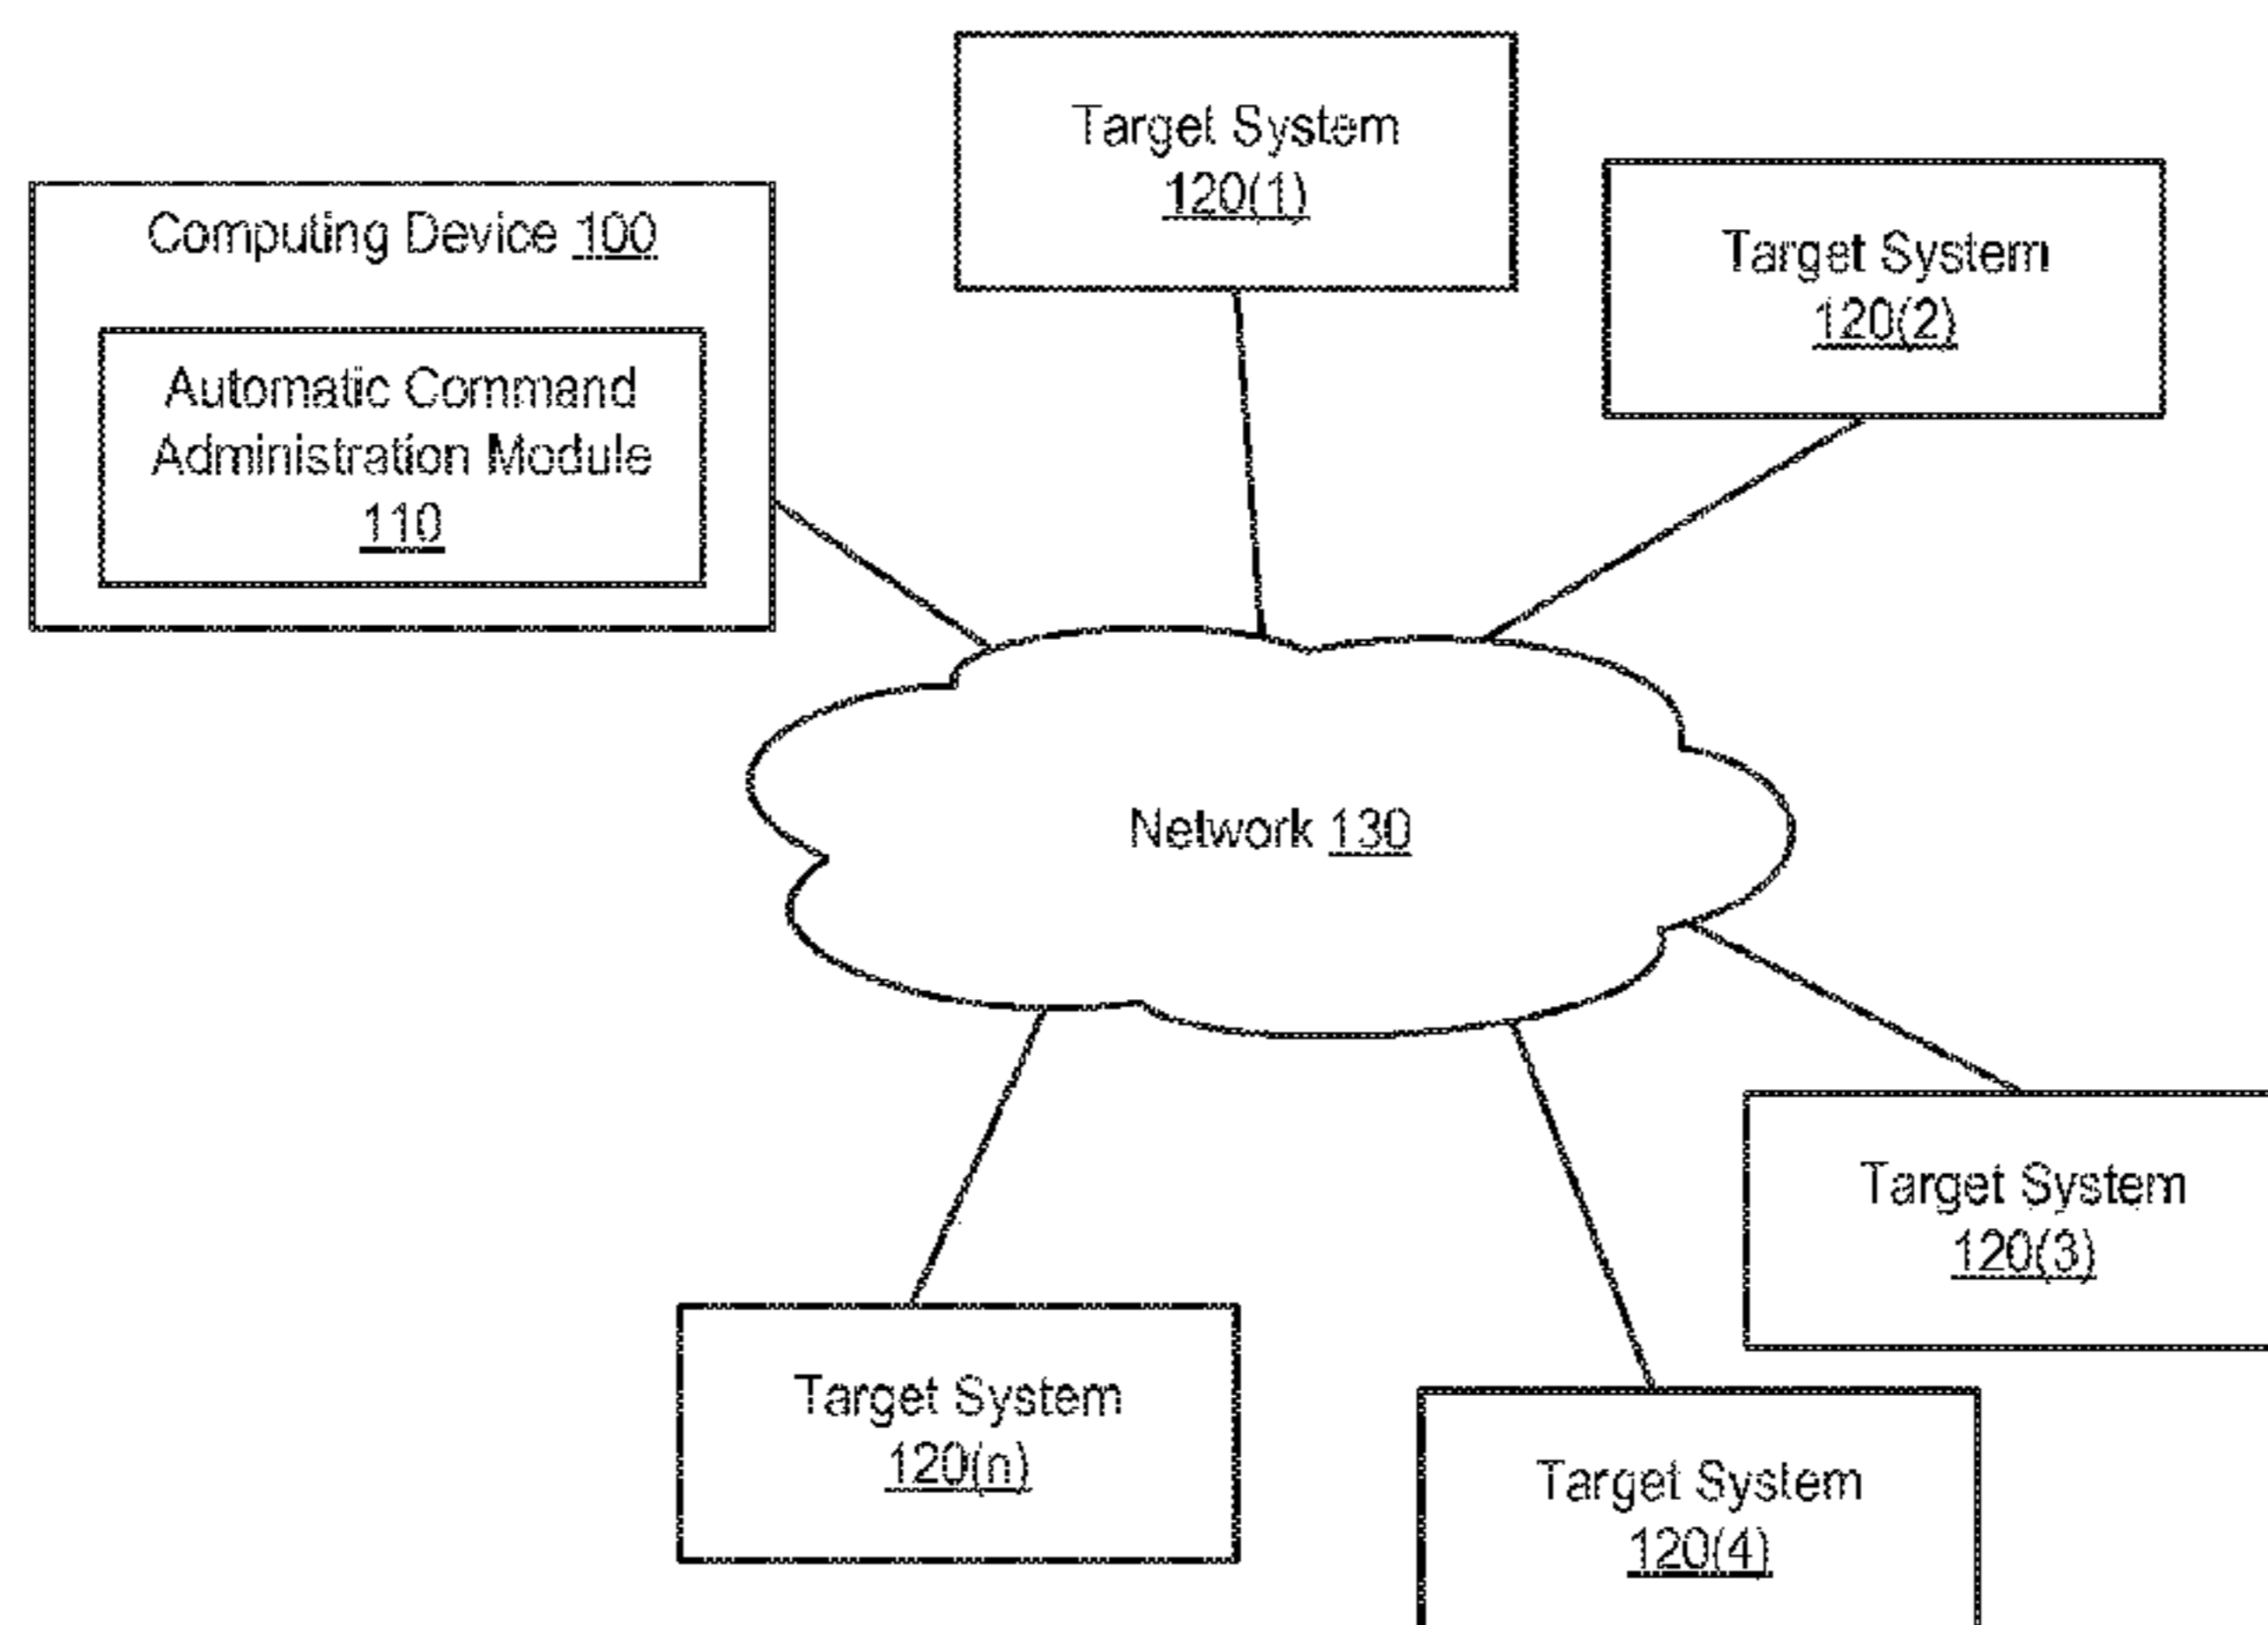 Target System
120(1)
Computing Device 100
Target System
120(2)
Automatic Command
Administration Module
110
Network 130
Target System
120(3)
Target System
120(n)
Target System
120(4)